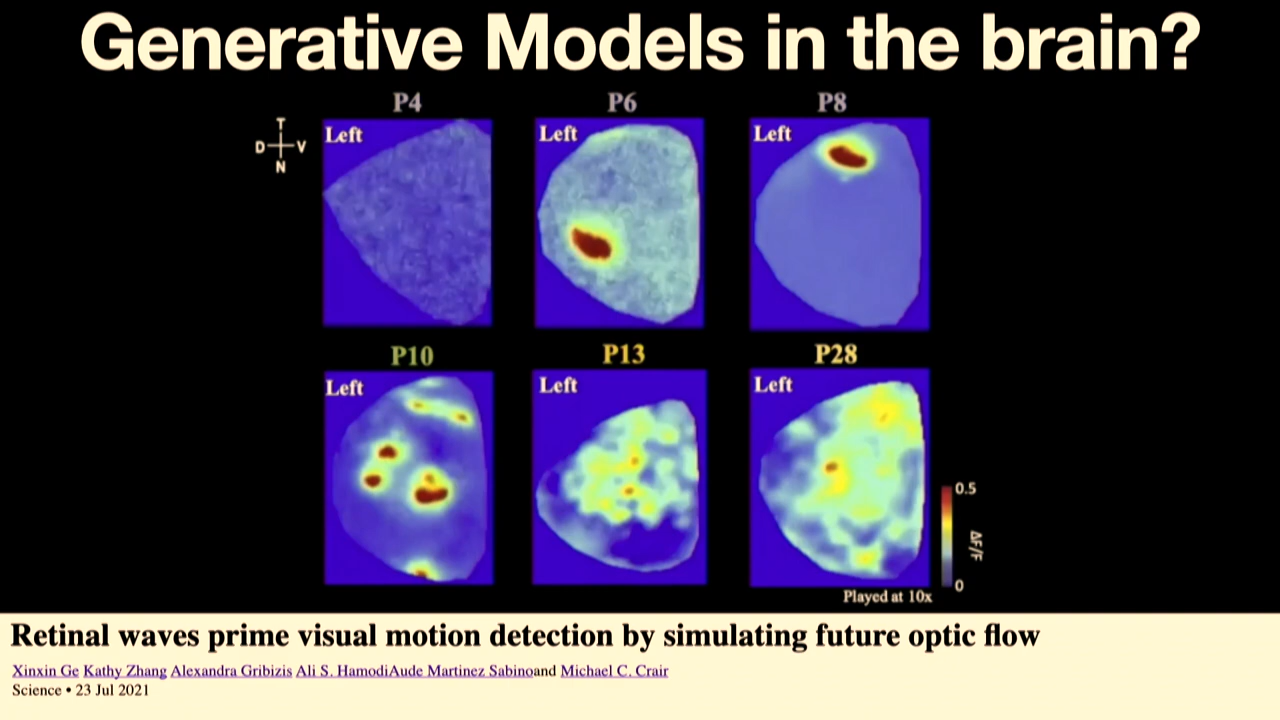 Generative Models in the brain?
P4 P6 P8
T
D V
N
Left Left Left
P10 P13 P28
Left Left Left
0.5
ΔF/F
0
Played at 10x
Retinal waves prime visual motion detection by simulating future optic flow
Xinxin Ge Kathy Zhang Alexandra Gribizis Ali S. HamodiAude Martinez Sabinoand Michael C. Crair
Science • 23 Jul 2021